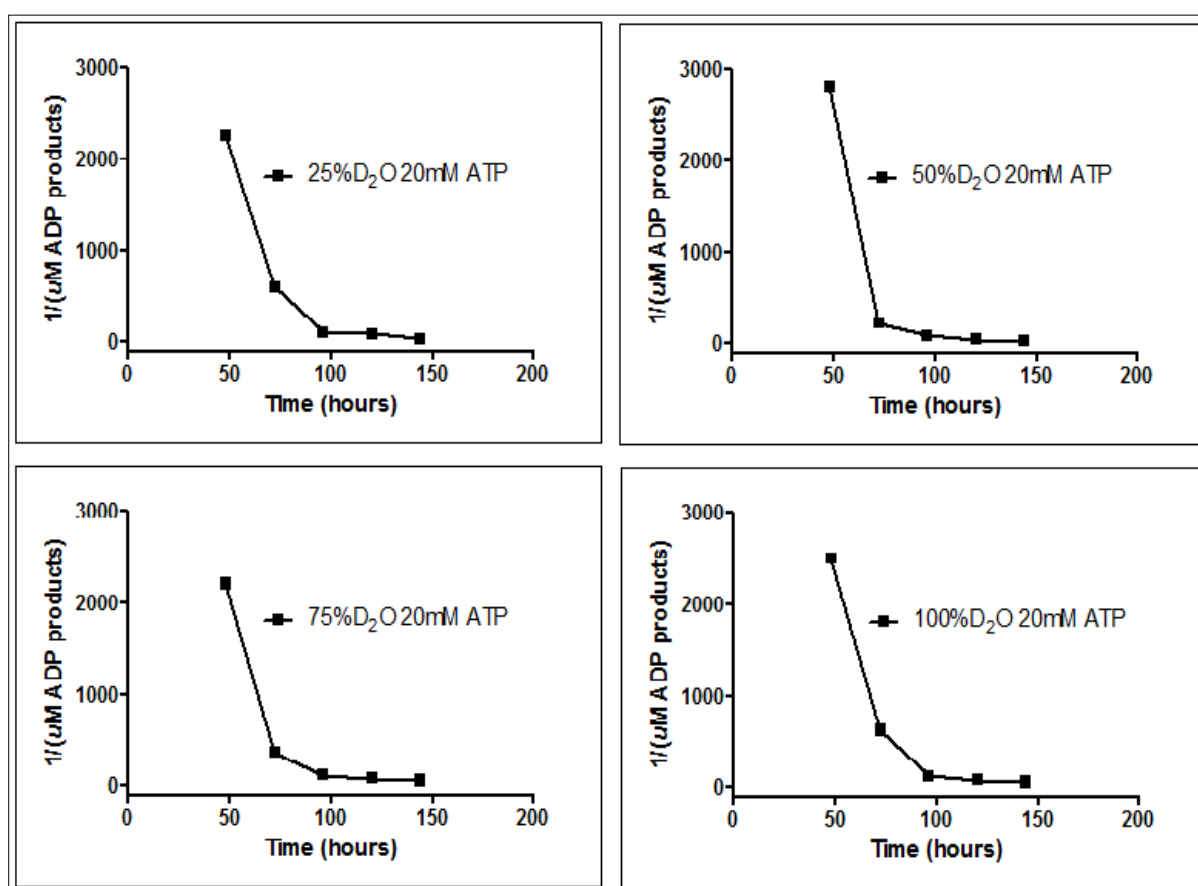 3000
2000
1000
0
1/(uM ADP products)
25%D₂O 20mM ATP
0 50 100 150 200
Time (hours)
3000
2000
1000
0
1/(uM ADP products)
50%D₂O 20mM ATP
0 50 100 150 200
Time (hours)
3000
2000
1000
0
1/(uM ADP products)
75%D₂O 20mM ATP
0 50 100 150 200
Time (hours)
3000
2000
1000
0
1/(uM ADP products)
100%D₂O 20mM ATP
0 50 100 150 200
Time (hours)